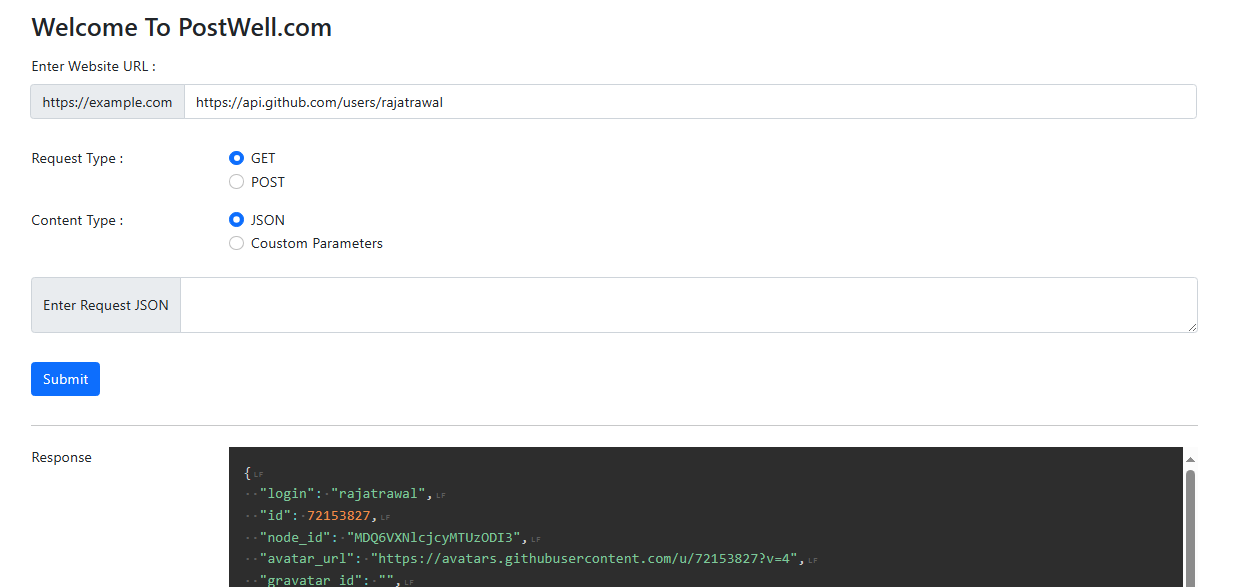 Welcome To PostWell.com
Enter Website URL :
https://example.com https://api.github.com/users/rajatrawal
Request Type :
GET
POST
Content Type :
JSON
Coustom Parameters
Enter Request JSON
Submit
Response
{
"login": "rajatrawal",
"id": 72153827,
"node_id": "MDQ6VXNlcjcyMTUzODI3",
"avatar_url": "https://avatars.githubusercontent.com/u/72153827?v=4",
"gravatar_id": "",